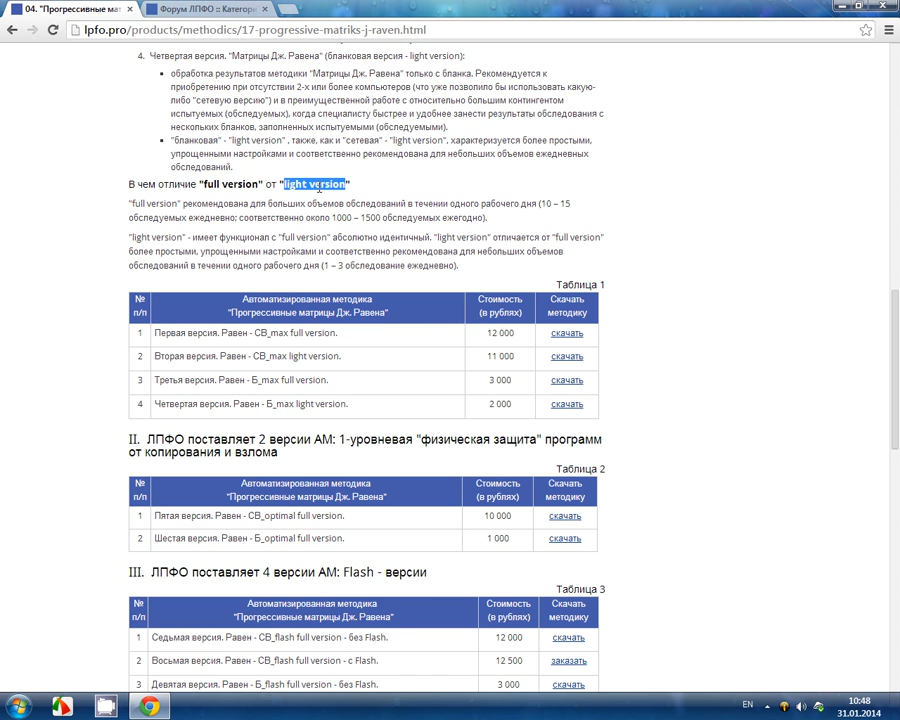 04. "Прогрессивные мат
Форум ЛПФО :: Категори
lpfo.pro/products/methodics/17-progressive-matriks-j-raven.html
4. Четвертая версия. "Матрицы Дж. Равена" (бланковая версия - light version):
• обработка результатов методики "Матрицы Дж. Равена" только с бланка. Рекомендуется к
приобретению при отсутствии 2-х или более компьютеров (что уже позволило бы использовать какую-
либо "сетевую версию") и в преимущественной работе с относительно большим контингентом
испытуемых (обследуемых), когда специалисту быстрее и удобнее занести результаты обследования с
нескольких бланков, заполненных испытуемыми (обследуемыми).
• "бланковая" - "light version" , также, как и "сетевая" - "light version", характеризуется более простыми,
упрощенными настройками и соответственно рекомендована для небольших объемов ежедневных
обследований.
В чем отличие "full version" от "light version"
"full version" рекомендована для больших объемов обследований в течении одного рабочего дня (10 – 15
обследуемых ежедневно; соответственно около 1000 – 1500 обследуемых ежегодно).
"light version" - имеет функционал с "full version" абсолютно идентичный. "light version" отличается от "full version"
более простыми, упрощенными настройками и соответственно рекомендована для небольших объемов
обследований в течении одного рабочего дня (1 – 3 обследование ежедневно).
Таблица 1
№ п/п Автоматизированная методика "Прогрессивные матрицы Дж. Равена" Стоимость (в рублях) Скачать методику
1 Первая версия. Равен - СВ_max full version. 12 000 скачать
2 Вторая версия. Равен - СВ_max light version. 11 000 скачать
3 Третья версия. Равен - Б_max full version. 3 000 скачать
4 Четвертая версия. Равен - Б_max light version. 2 000 скачать
II. ЛПФО поставляет 2 версии АМ: 1-уровневая "физическая защита" программ
от копирования и взлома
Таблица 2
№ п/п Автоматизированная методика "Прогрессивные матрицы Дж. Равена" Стоимость (в рублях) Скачать методику
1 Пятая версия. Равен - СВ_optimal full version. 10 000 скачать
2 Шестая версия. Равен - Б_optimal full version. 1 000 скачать
III. ЛПФО поставляет 4 версии АМ: Flash - версии
Таблица 3
№ п/п Автоматизированная методика "Прогрессивные матрицы Дж. Равена" Стоимость (в рублях) Скачать методику
1 Седьмая версия. Равен - СВ_flash full version - без Flash. 12 000 скачать
2 Восьмая версия. Равен - СВ_flash full version - с Flash. 12 500 заказать
3 Девятая версия. Равен - Б_flash full version - без Flash. 3 000 скачать
EN
10:48
31.01.2014